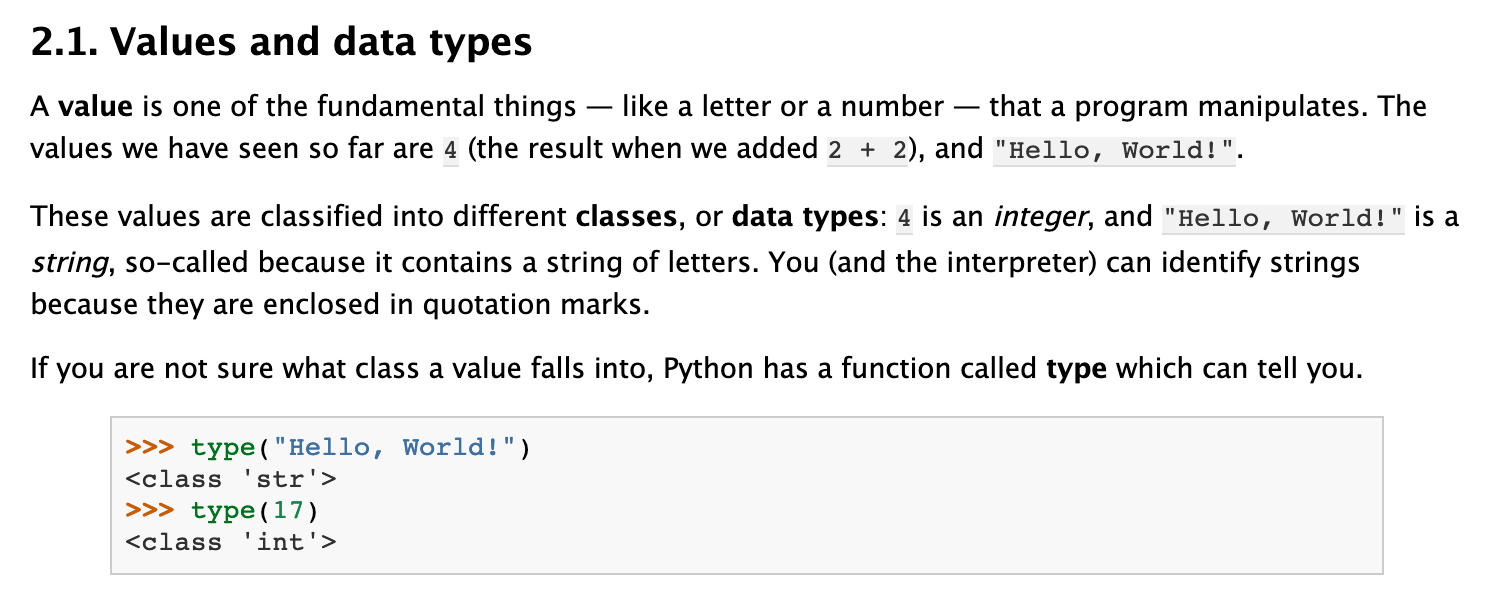 2.1. Values and data types
A value is one of the fundamental things — like a letter or a number — that a program manipulates. The
values we have seen so far are 4 (the result when we added 2 + 2), and "Hello, World!".
These values are classified into different classes, or data types: 4 is an integer, and "Hello, World!" is a
string, so-called because it contains a string of letters. You (and the interpreter) can identify strings
because they are enclosed in quotation marks.
If you are not sure what class a value falls into, Python has a function called type which can tell you.
>>> type("Hello, World!")
<class 'str'>
>>> type(17)
<class 'int'>